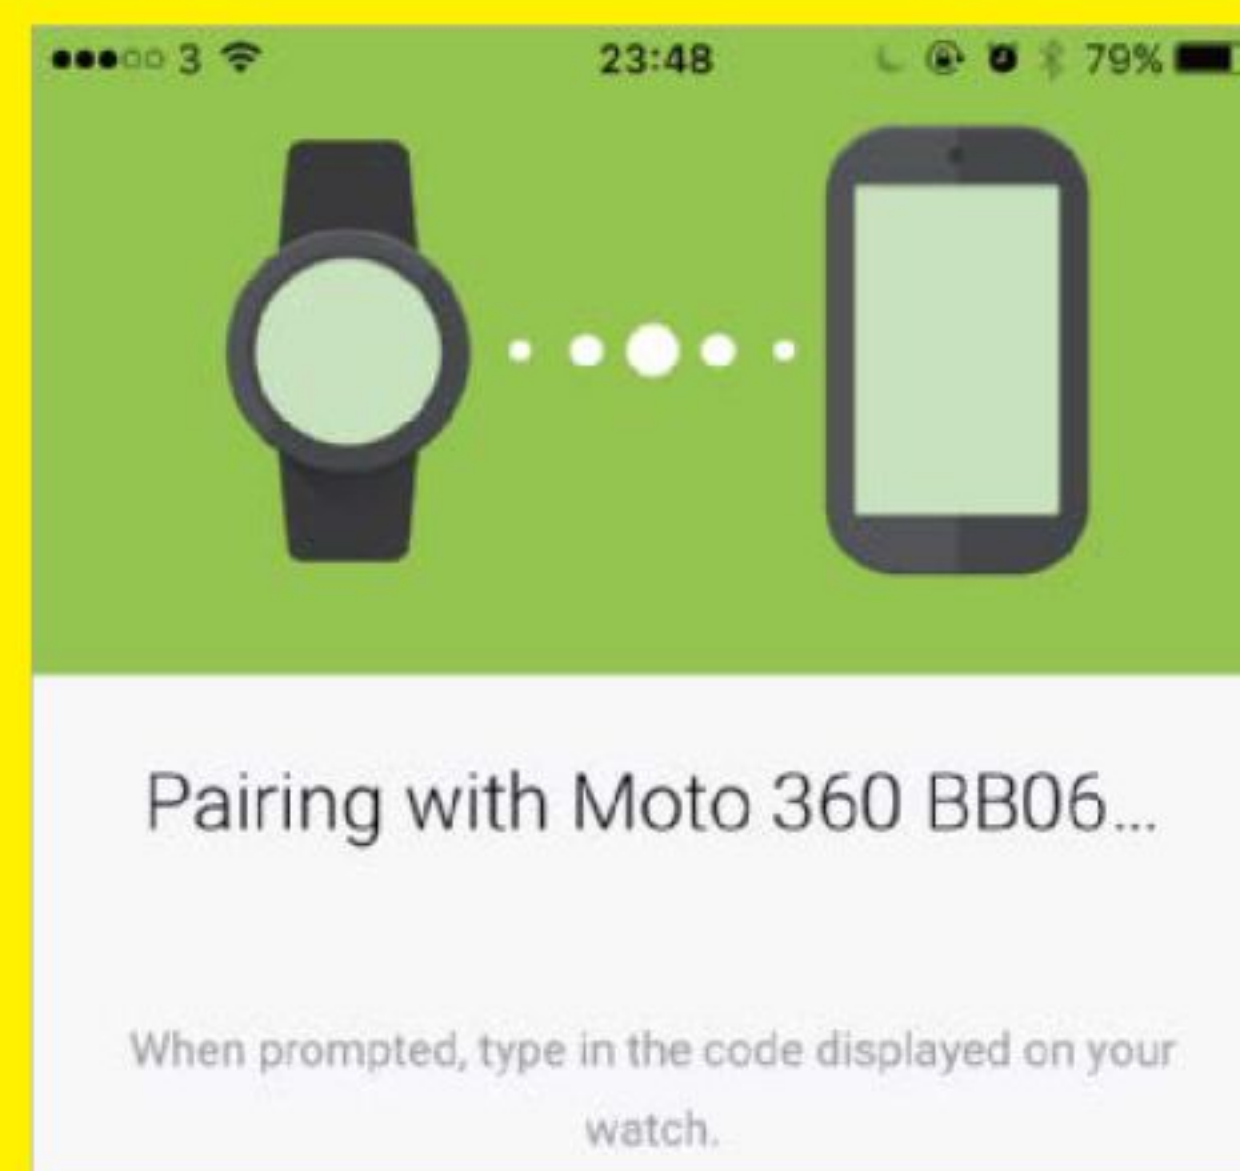 3 23:48 79%
Pairing with Moto 360 BB06...
When prompted, type in the code displayed on your
watch.